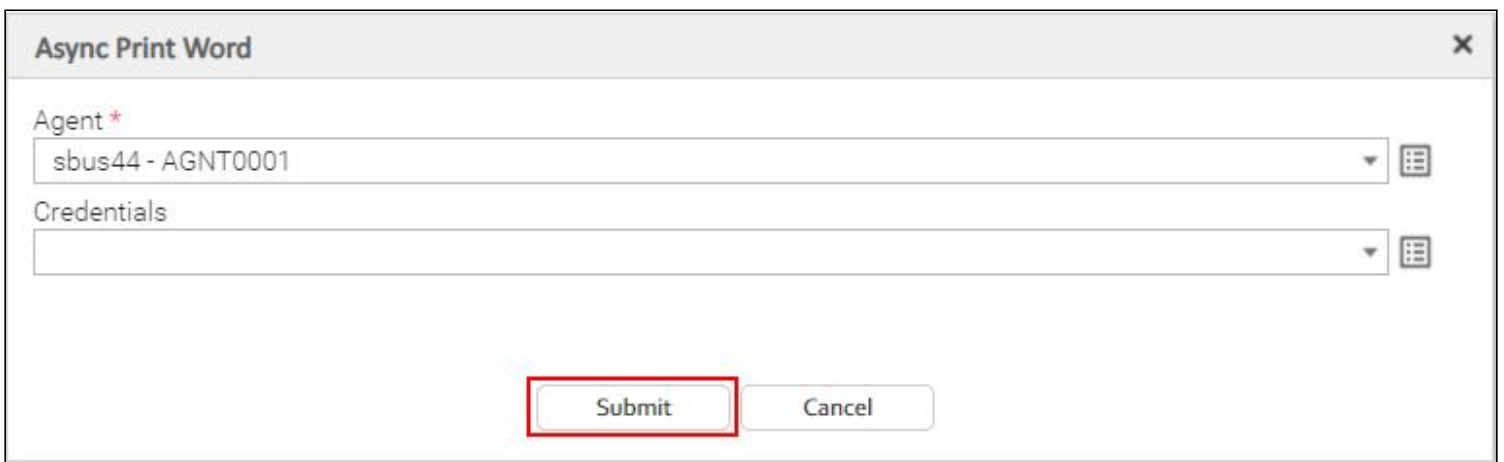 Async Print Word
Agent *
sbus44 - AGNT0001
Credentials
Submit Cancel